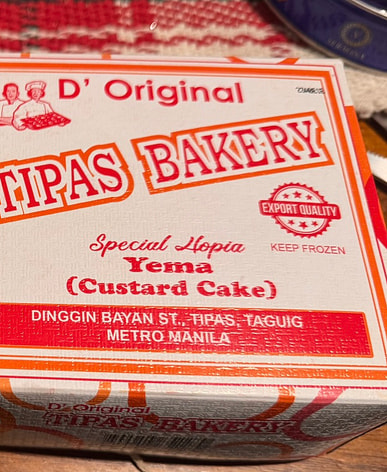 D' Original
TIPAS BAKERY
EXPORT QUALITY
KEEP FROZEN
Special Hopia
Yema
(Custard Cake)
DINGGIN BAYAN ST., TIPAS, TAGUIG
METRO MANILA
D' Original
TIPAS BAKERY